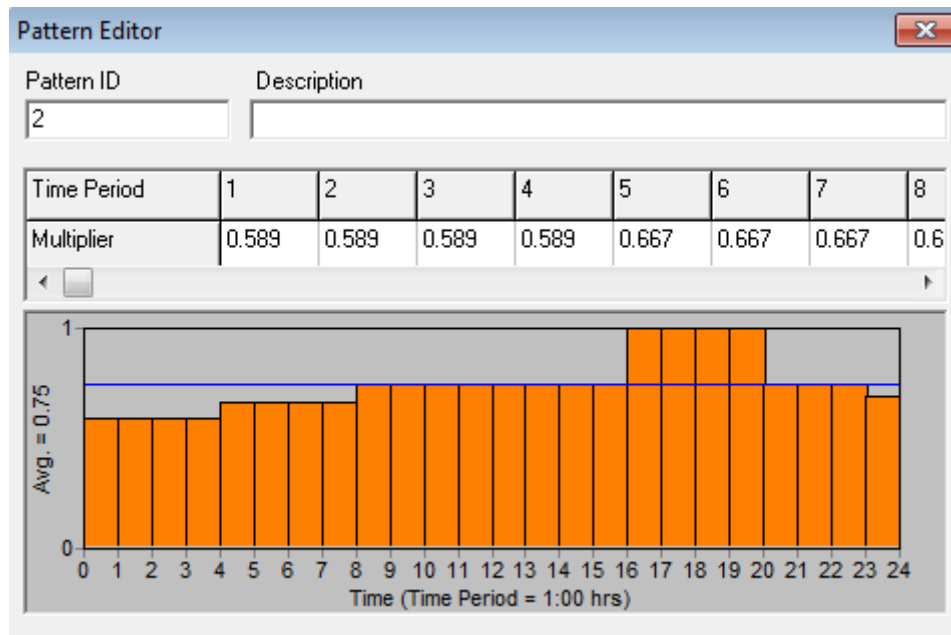 Pattern Editor
Pattern ID Description
2
Time Period 1 2 3 4 5 6 7 8
Multiplier 0.589 0.589 0.589 0.589 0.667 0.667 0.667 0.6
1
Avg. = 0.75
0
0 1 2 3 4 5 6 7 8 9 10 11 12 13 14 15 16 17 18 19 20 21 22 23 24
Time (Time Period = 1:00 hrs)